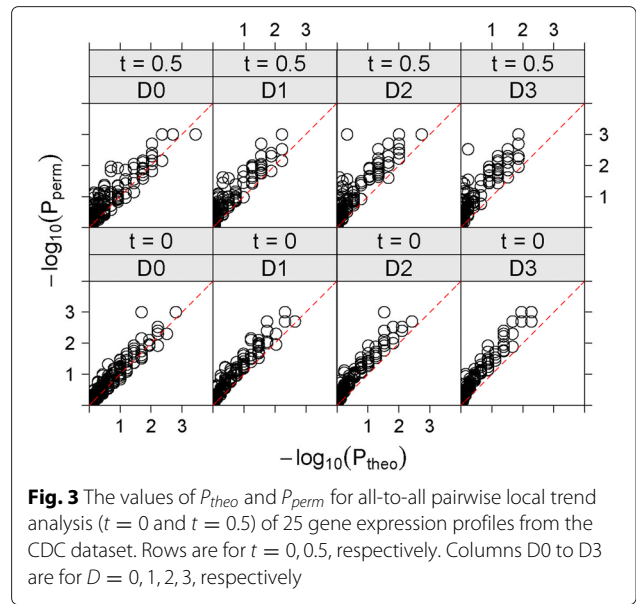 1 2 3 1 2 3
t = 0.5 t = 0.5 t = 0.5 t = 0.5
D0 D1 D2 D3
3
2
1
t = 0 t = 0 t = 0 t = 0
D0 D1 D2 D3
3
2
1
1 2 3 1 2 3
−log10(Pperm)
−log10(Ptheo)
Fig. 3 The values of Ptheo and Pperm for all-to-all pairwise local trend
analysis (t = 0 and t = 0.5) of 25 gene expression profiles from the
CDC dataset. Rows are for t = 0, 0.5, respectively. Columns D0 to D3
are for D = 0, 1, 2, 3, respectively